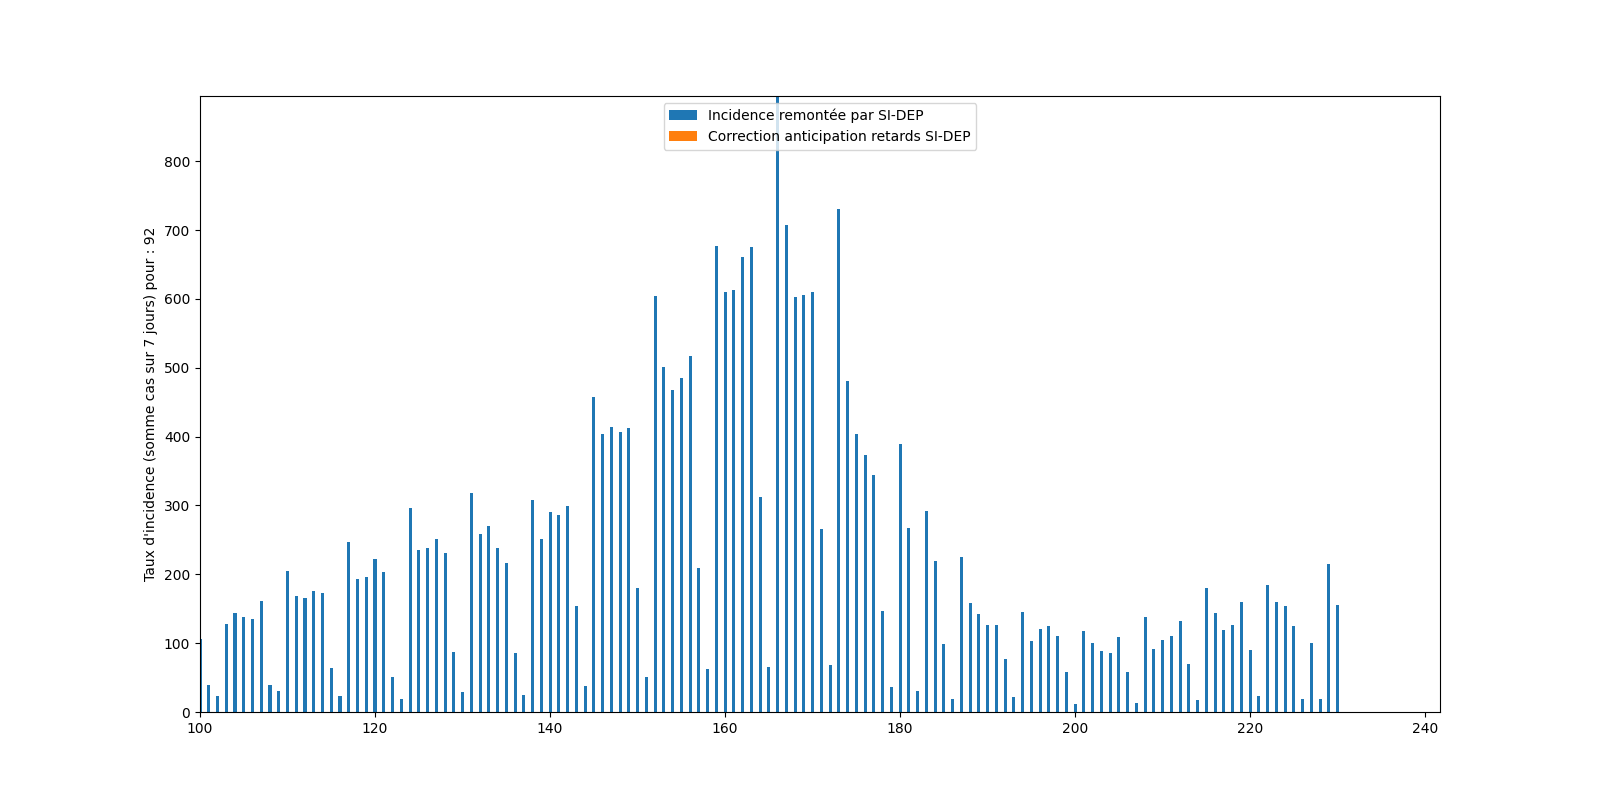 Incidence remontée par SI-DEP
Correction anticipation retards SI-DEP
Taux d'incidence (somme cas sur 7 jours) pour : 92
800
700
600
500
400
300
200
100
0
100 120 140 160 180 200 220 240